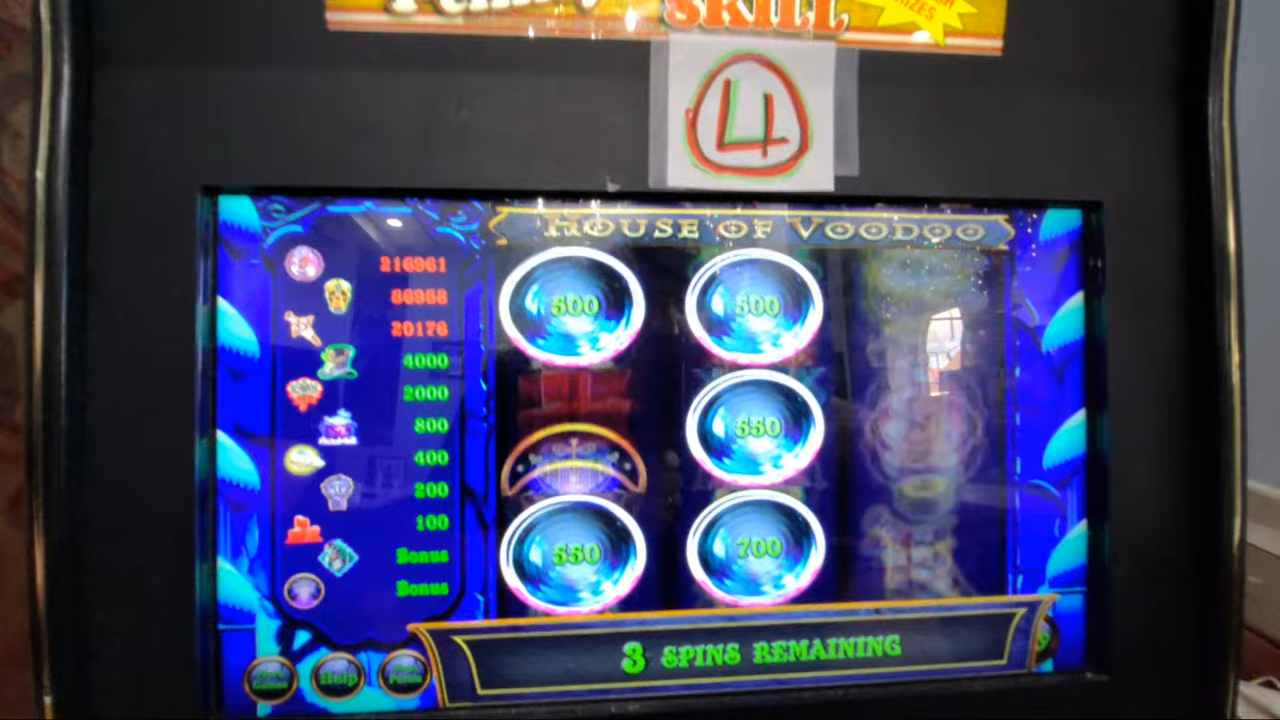 SKILL
4
HOUSE OF VOODOO
216961
86958
20176
4000
2000
800
400
200
100
Bonus
Bonus
500
500
550
550
700
3 SPINS REMAINING
Help